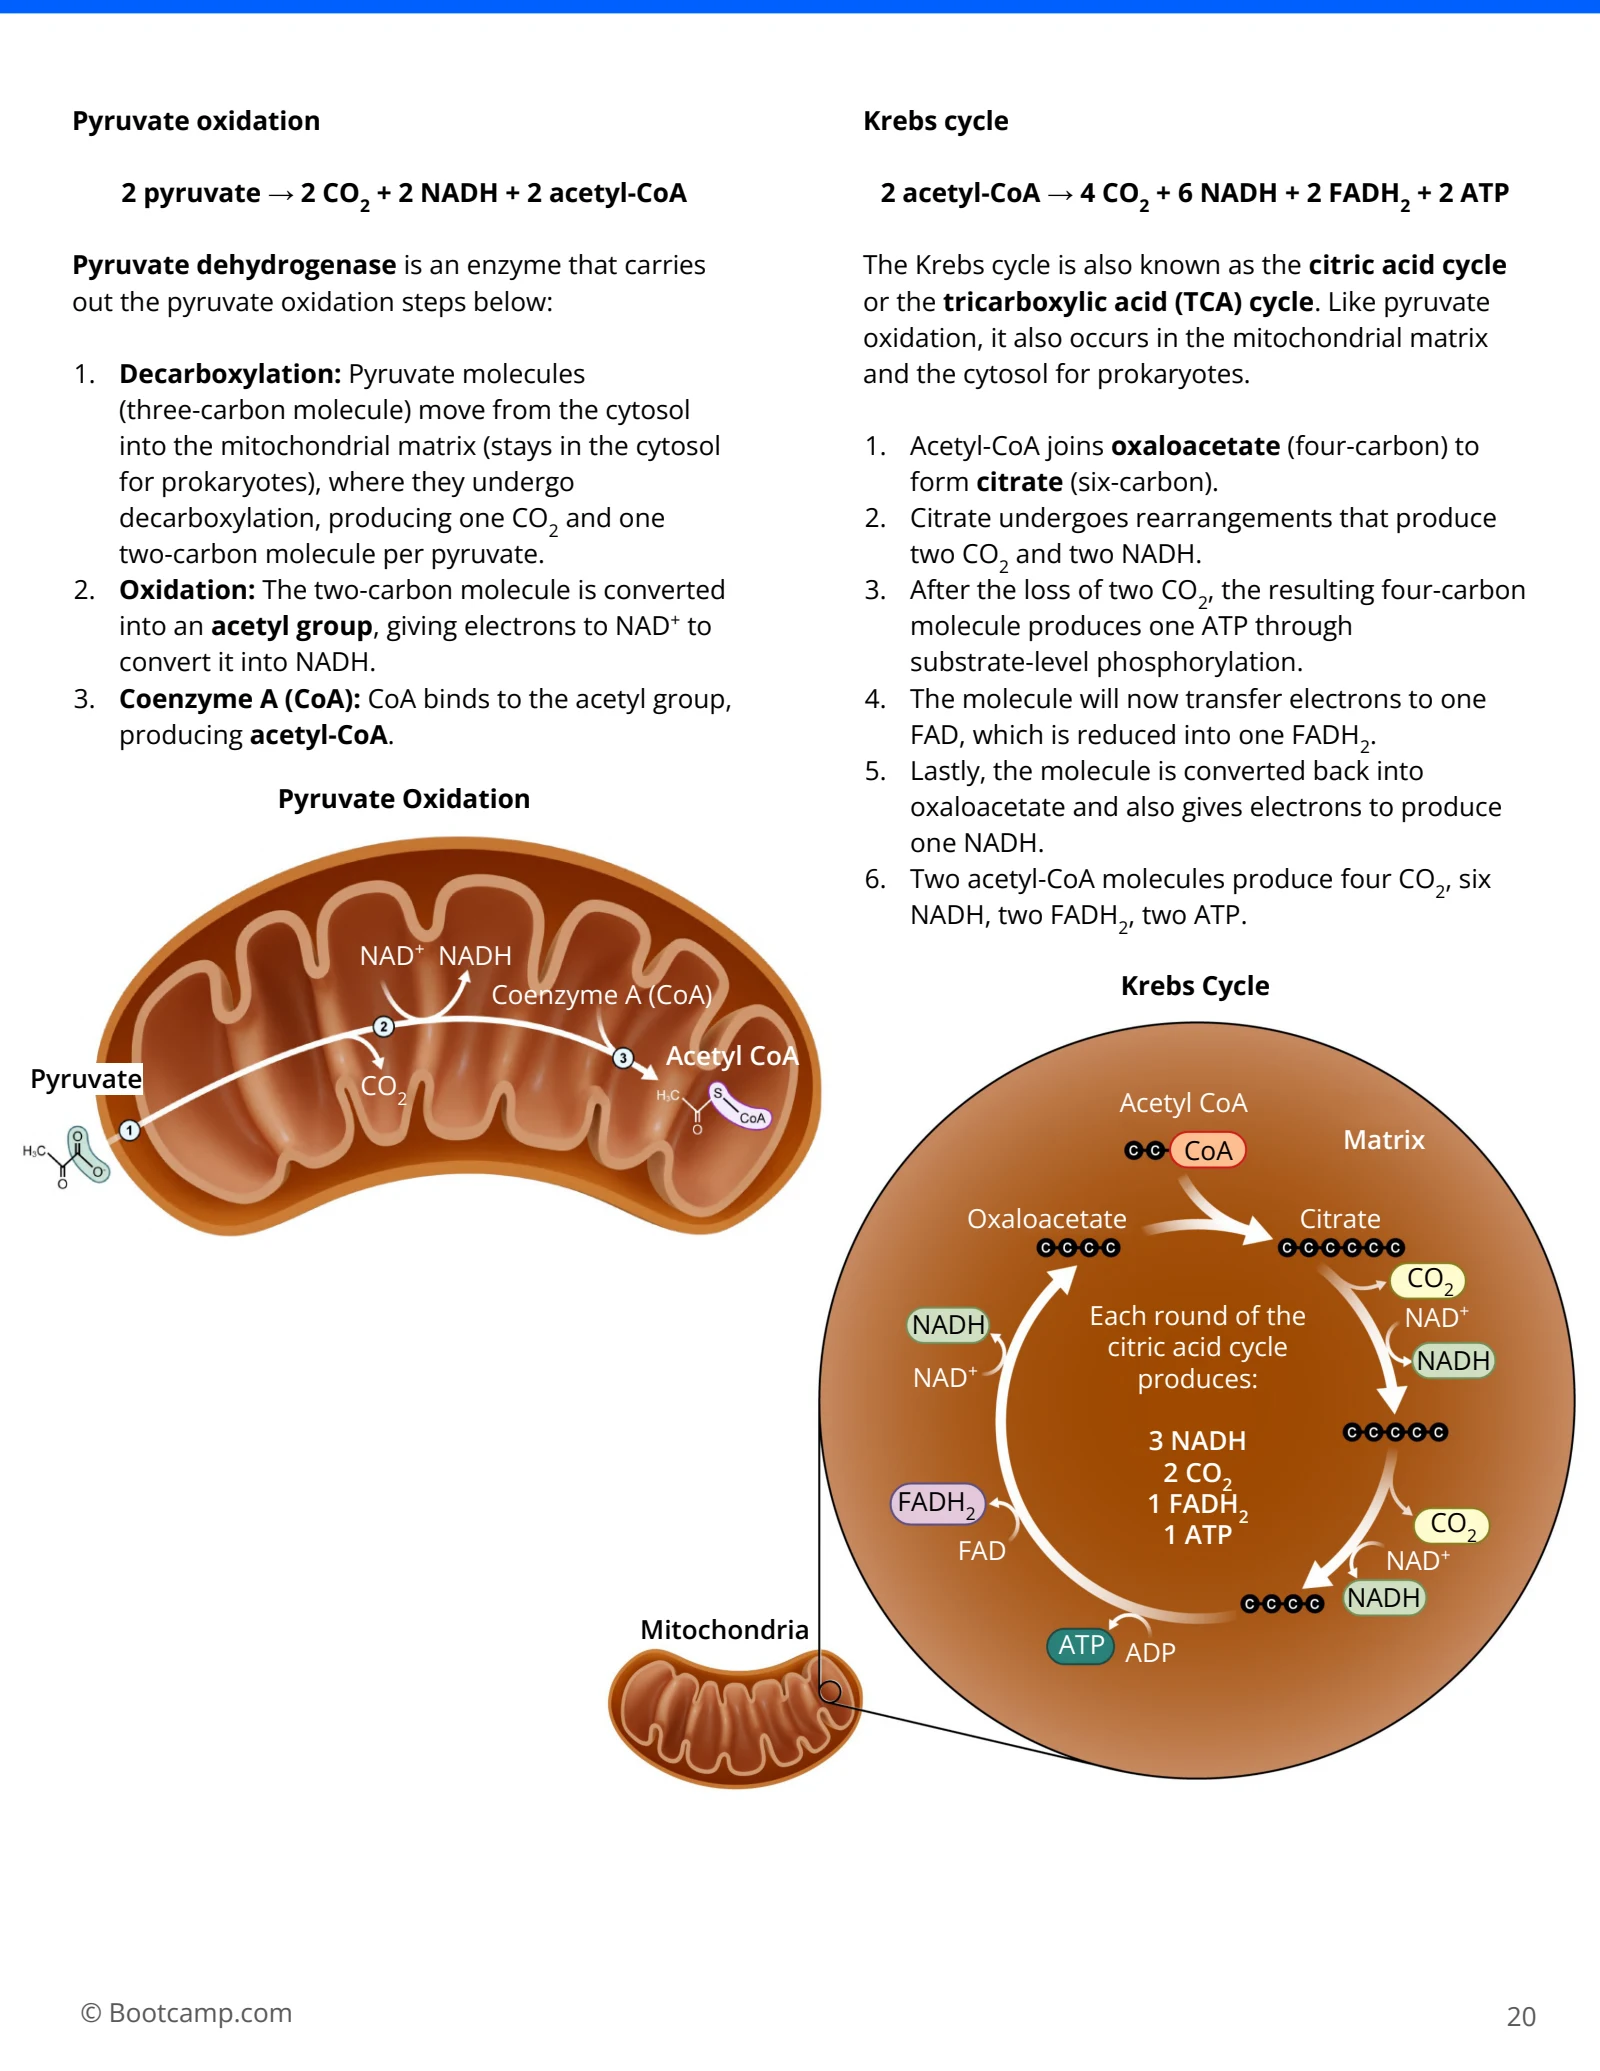 Pyruvate oxidation
2 pyruvate → 2 CO₂ + 2 NADH + 2 acetyl-CoA
Pyruvate dehydrogenase is an enzyme that carries
out the pyruvate oxidation steps below:
1. Decarboxylation: Pyruvate molecules
(three-carbon molecule) move from the cytosol
into the mitochondrial matrix (stays in the cytosol
for prokaryotes), where they undergo
decarboxylation, producing one CO₂ and one
two-carbon molecule per pyruvate.
2. Oxidation: The two-carbon molecule is converted
into an acetyl group, giving electrons to NAD⁺ to
convert it into NADH.
3. Coenzyme A (CoA): CoA binds to the acetyl group,
producing acetyl-CoA.
Pyruvate Oxidation
NAD⁺ NADH
Coenzyme A (CoA)
2
3
Acetyl CoA
Pyruvate
CO₂
H₃C
S
CoA
O
1
H₃C
O
O⁻
O
Krebs cycle
2 acetyl-CoA → 4 CO₂ + 6 NADH + 2 FADH₂ + 2 ATP
The Krebs cycle is also known as the citric acid cycle
or the tricarboxylic acid (TCA) cycle. Like pyruvate
oxidation, it also occurs in the mitochondrial matrix
and the cytosol for prokaryotes.
1. Acetyl-CoA joins oxaloacetate (four-carbon) to
form citrate (six-carbon).
2. Citrate undergoes rearrangements that produce
two CO₂ and two NADH.
3. After the loss of two CO₂, the resulting four-carbon
molecule produces one ATP through
substrate-level phosphorylation.
4. The molecule will now transfer electrons to one
FAD, which is reduced into one FADH₂.
5. Lastly, the molecule is converted back into
oxaloacetate and also gives electrons to produce
one NADH.
6. Two acetyl-CoA molecules produce four CO₂, six
NADH, two FADH₂, two ATP.
Krebs Cycle
Acetyl CoA
Matrix
C C CoA
Oxaloacetate
Citrate
C C C C
C C C C C C
CO₂
NAD⁺
NADH
NADH
NAD⁺
Each round of the
citric acid cycle
produces:
3 NADH
2 CO₂
1 FADH₂
1 ATP
C C C C C
FADH₂
FAD
CO₂
NAD⁺
NADH
C C C C
ATP
ADP
Mitochondria
© Bootcamp.com
20